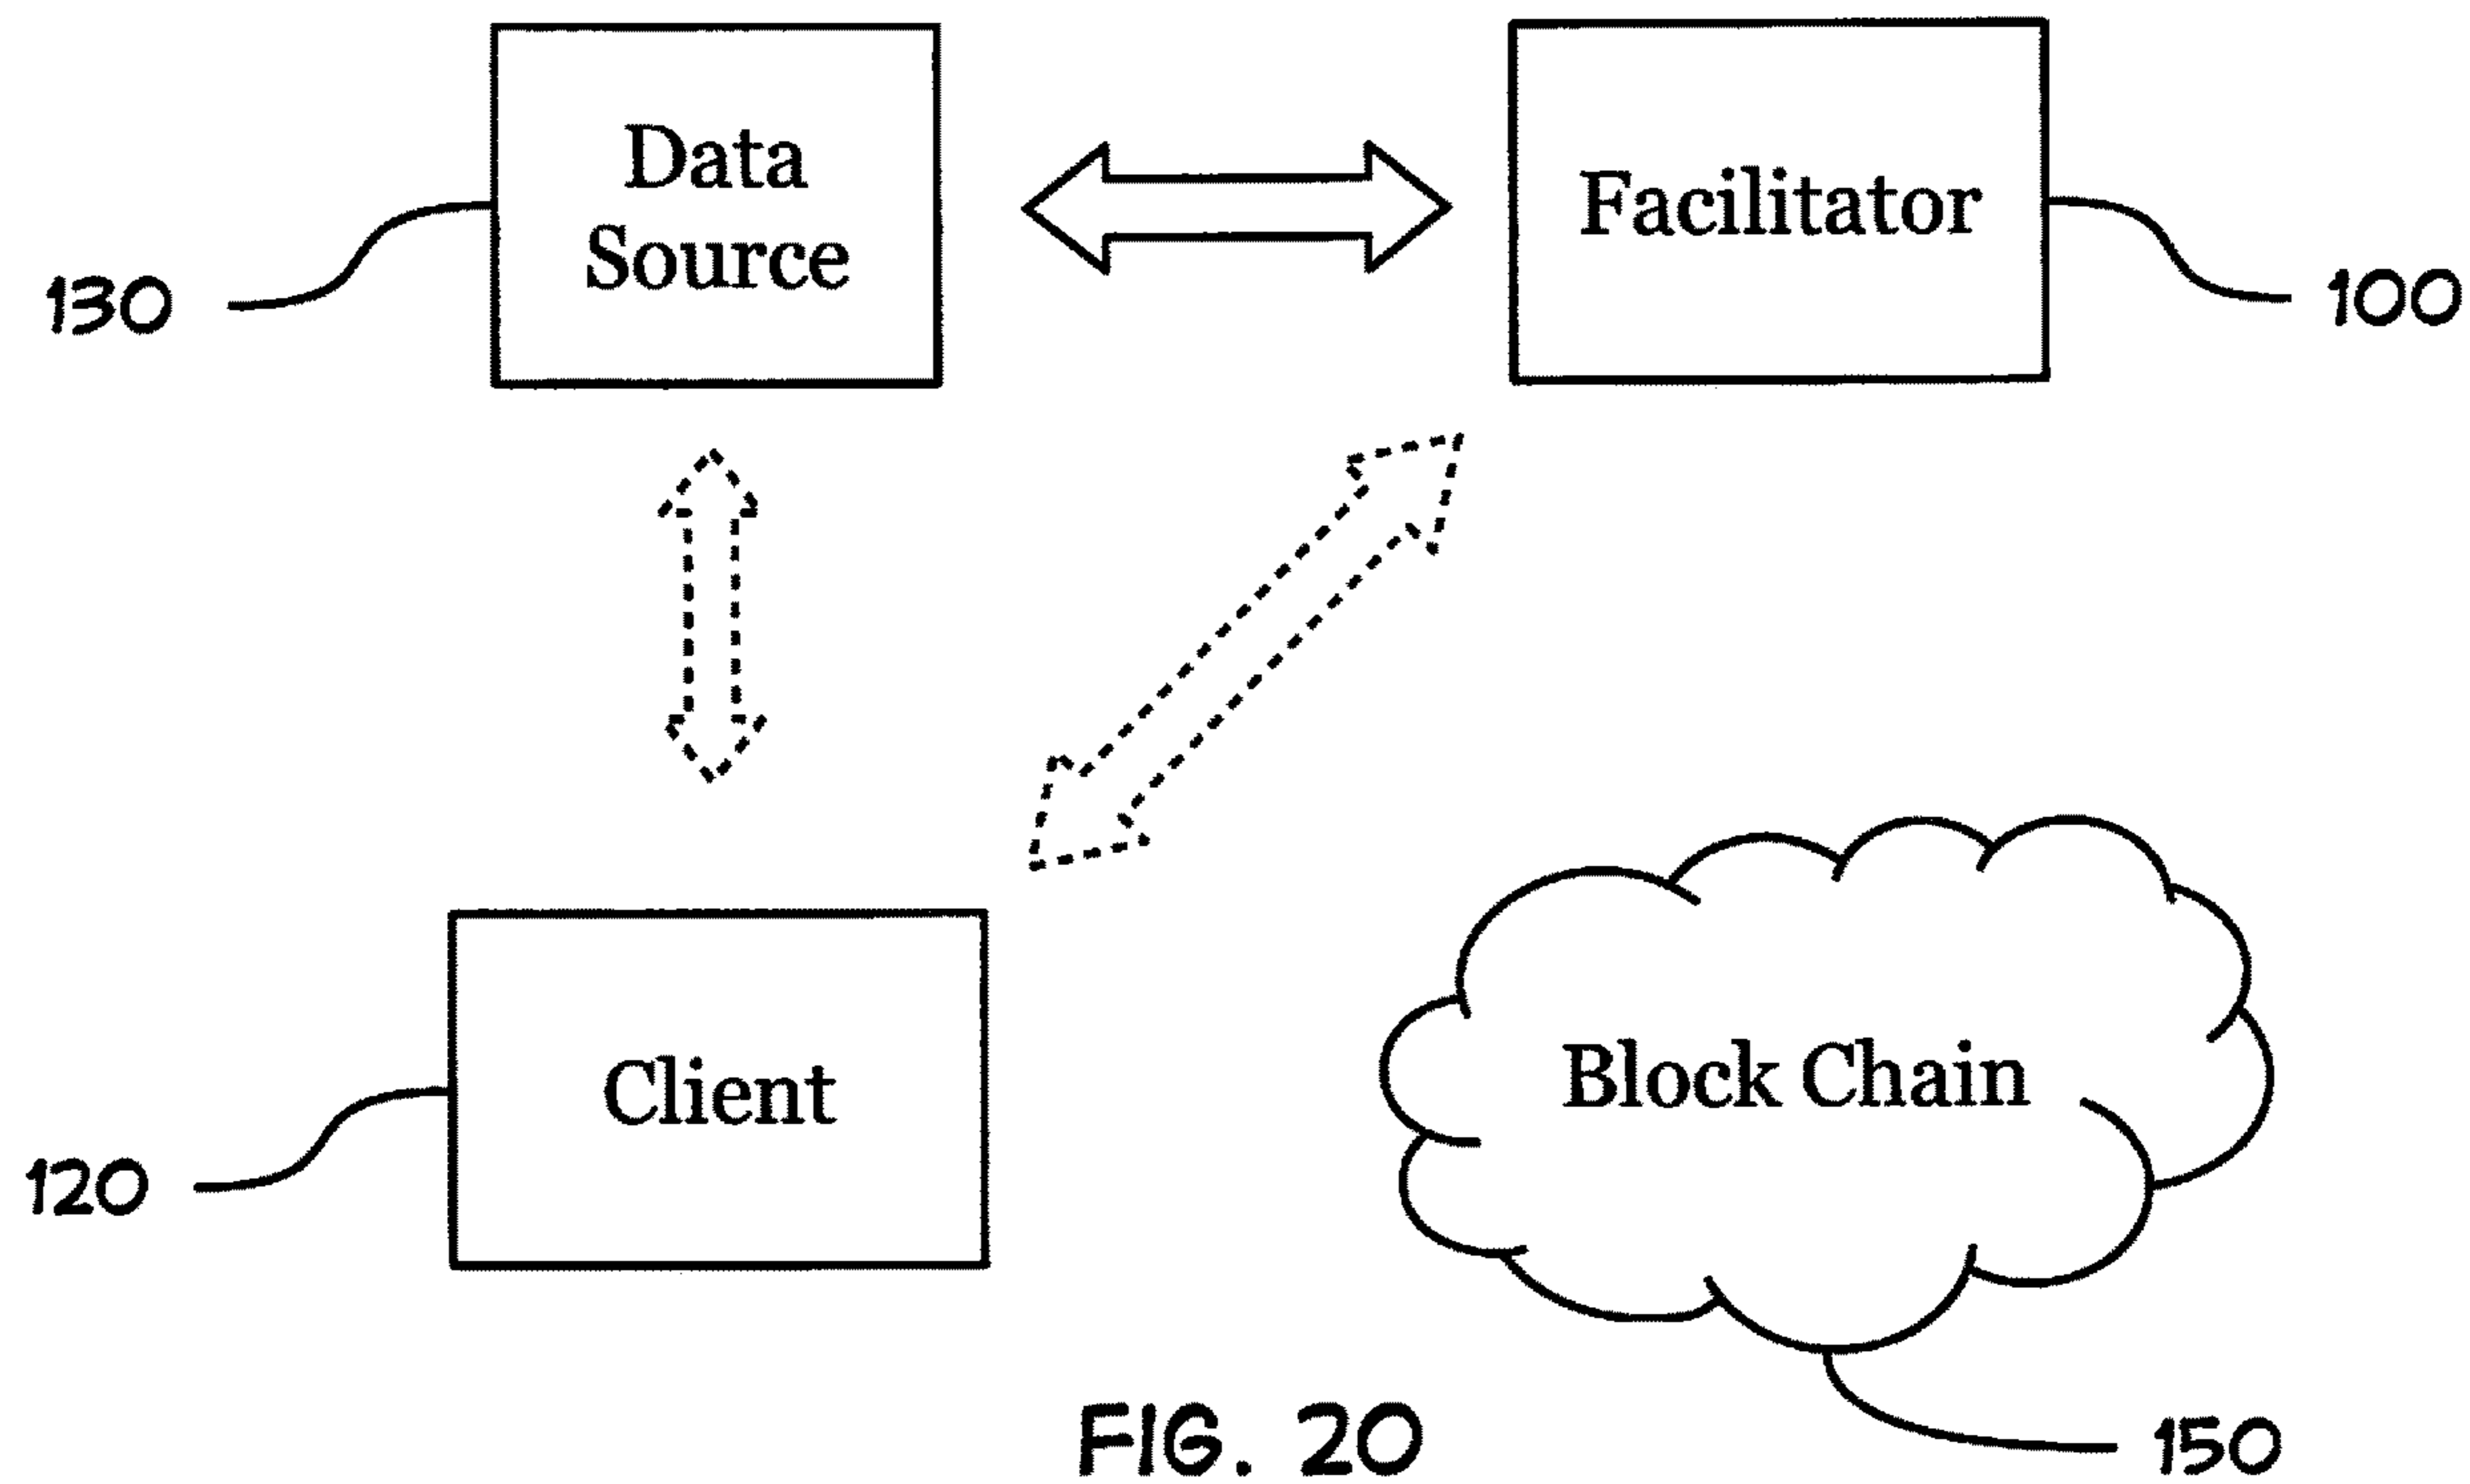 Data
Source
Facilitator
130
100
Client
Block Chain
120
150
FIG. 20